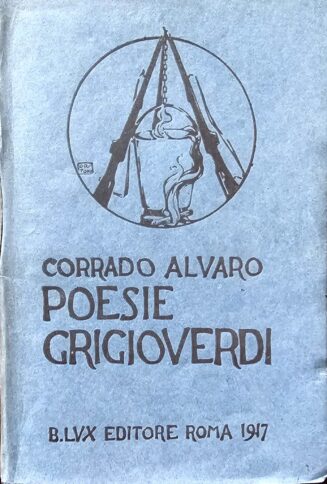 CORRADO ALVARO
POESIE
GRIGIOVERDI
B. LVX EDITORE ROMA 1917